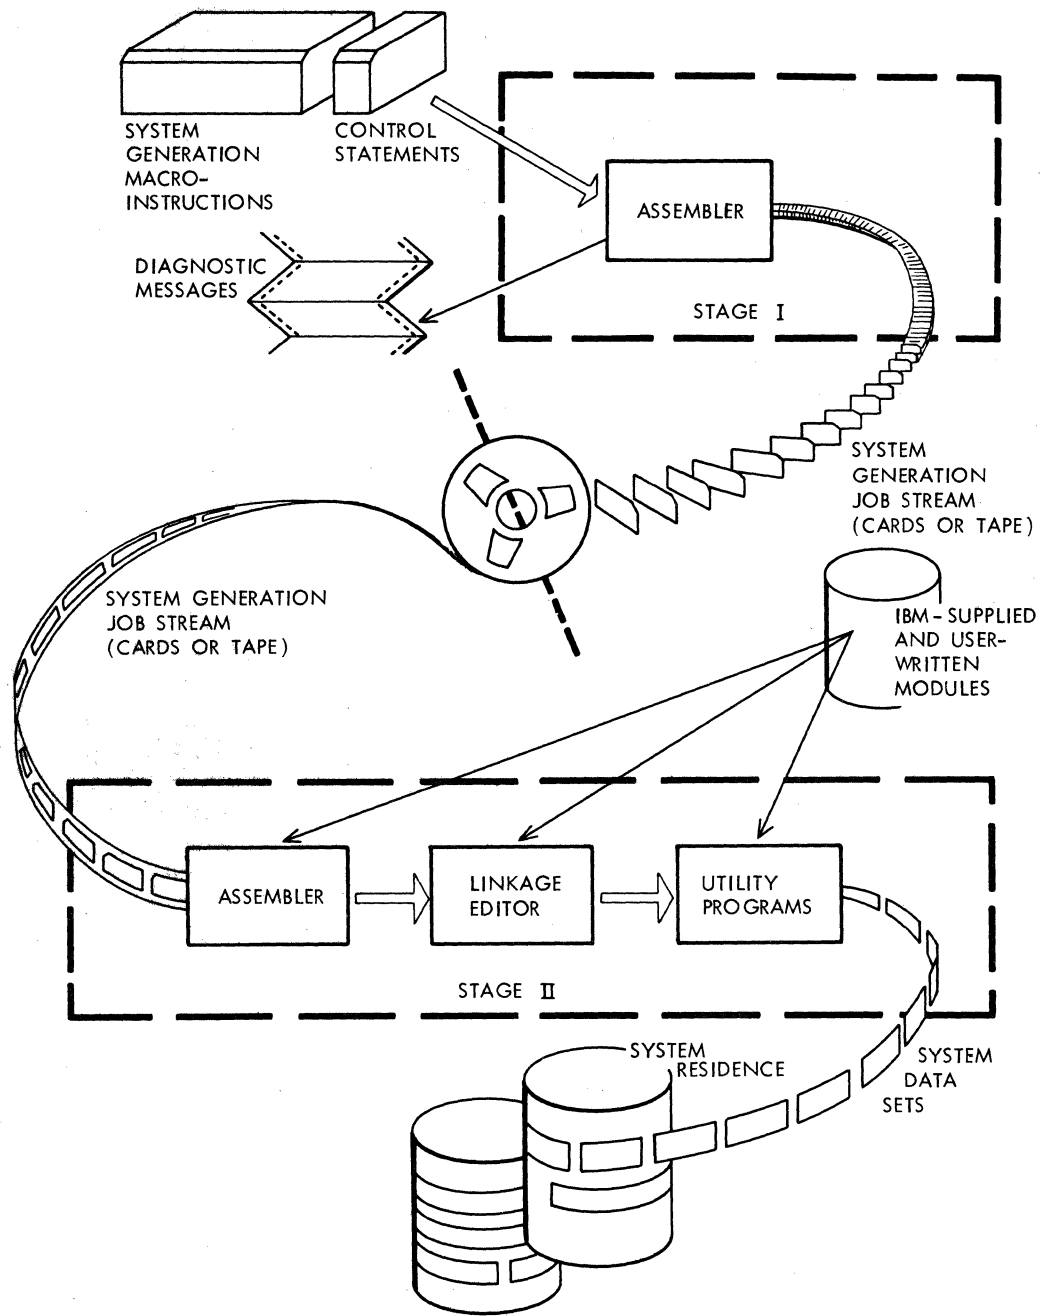 SYSTEM
GENERATION
MACRO-
INSTRUCTIONS
CONTROL
STATEMENTS
ASSEMBLER
DIAGNOSTIC
MESSAGES
STAGE I
SYSTEM
GENERATION
JOB STREAM
(CARDS OR TAPE)
SYSTEM GENERATION
JOB STREAM
(CARDS OR TAPE)
IBM-SUPPLIED
AND USER-
WRITTEN
MODULES
ASSEMBLER
LINKAGE
EDITOR
UTILITY
PROGRAMS
STAGE II
SYSTEM
RESIDENCE
SYSTEM
DATA
SETS